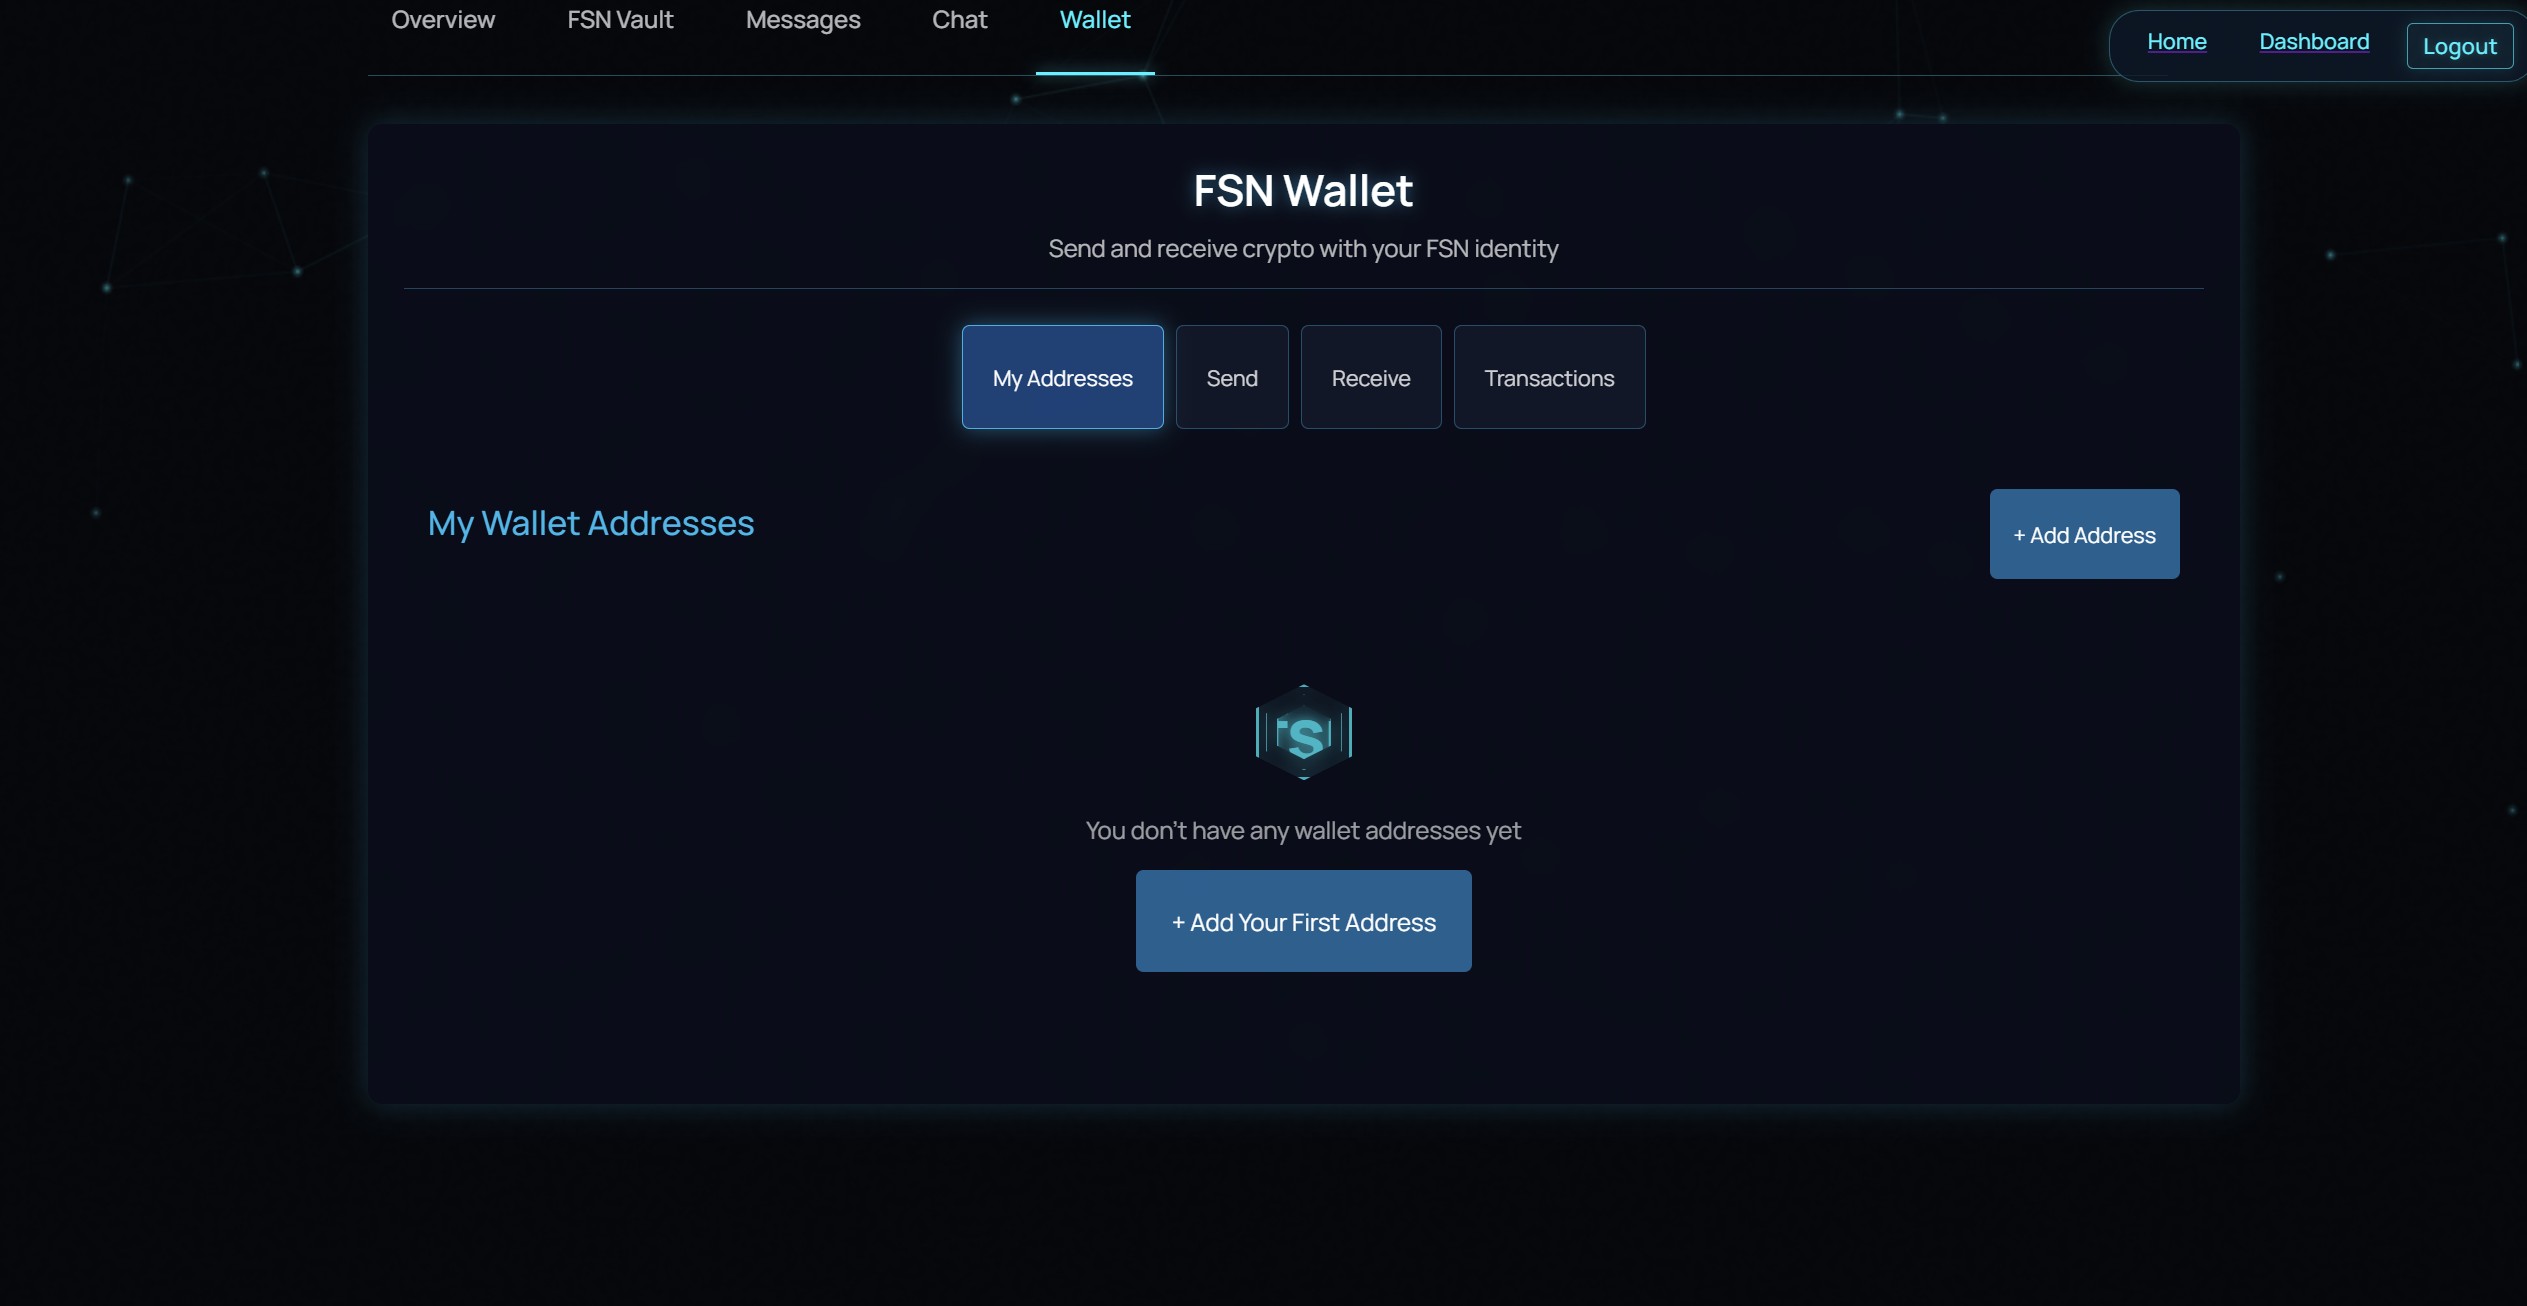 Overview FSN Vault Messages Chat Wallet
Home Dashboard Logout
FSN Wallet
Send and receive crypto with your FSN identity
My Addresses Send Receive Transactions
My Wallet Addresses
+ Add Address
You don't have any wallet addresses yet
+ Add Your First Address